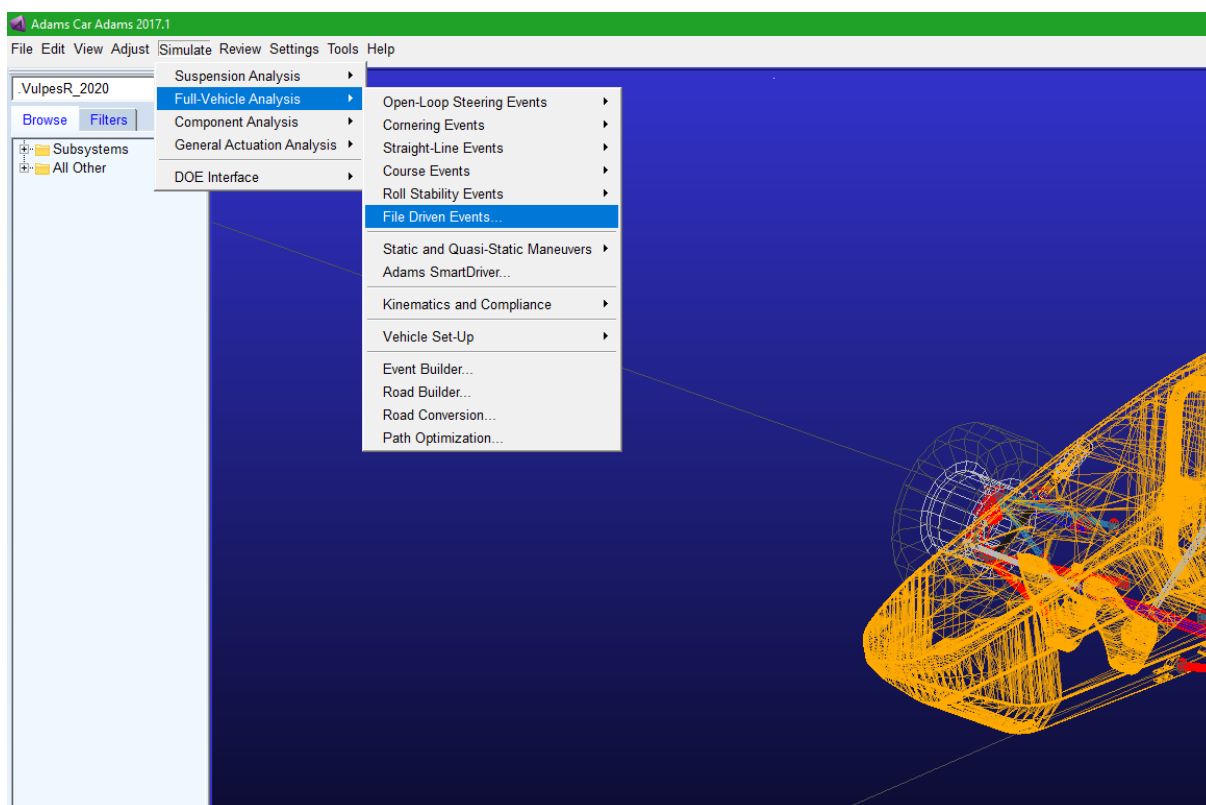 Adams Car Adams 2017.1
File Edit View Adjust Simulate Review Settings Tools Help
.VulpesR_2020
Browse Filters
Subsystems
All Other
Suspension Analysis
Full-Vehicle Analysis
Component Analysis
General Actuation Analysis
DOE Interface
Open-Loop Steering Events
Cornering Events
Straight-Line Events
Course Events
Roll Stability Events
File Driven Events...
Static and Quasi-Static Maneuvers
Adams SmartDriver...
Kinematics and Compliance
Vehicle Set-Up
Event Builder...
Road Builder...
Road Conversion...
Path Optimization...